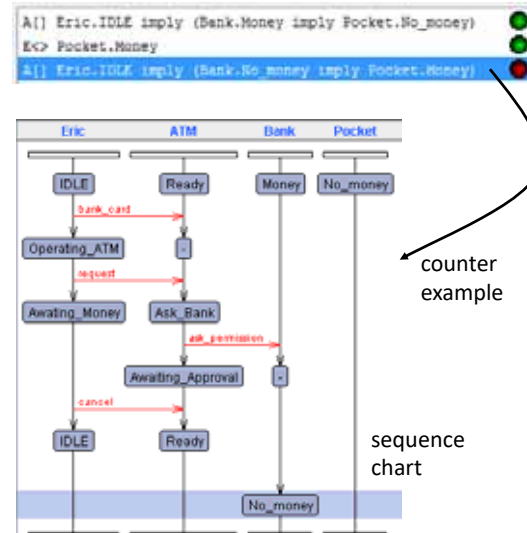 A[] Eric.IDLE imply (Bank.Money imply Pocket.No_money)
E<> Pocket.Money
A[] Eric.IDLE imply (Bank.No_money imply Pocket.Money)
Eric ATM Bank Pocket
IDLE Ready Money No_money
bank_card
Operating_ATM -
request
Awating_Money Ask_Bank
ask_permission
Awaiting_Approval -
cancel
IDLE Ready
No_money
counter
example
sequence
chart